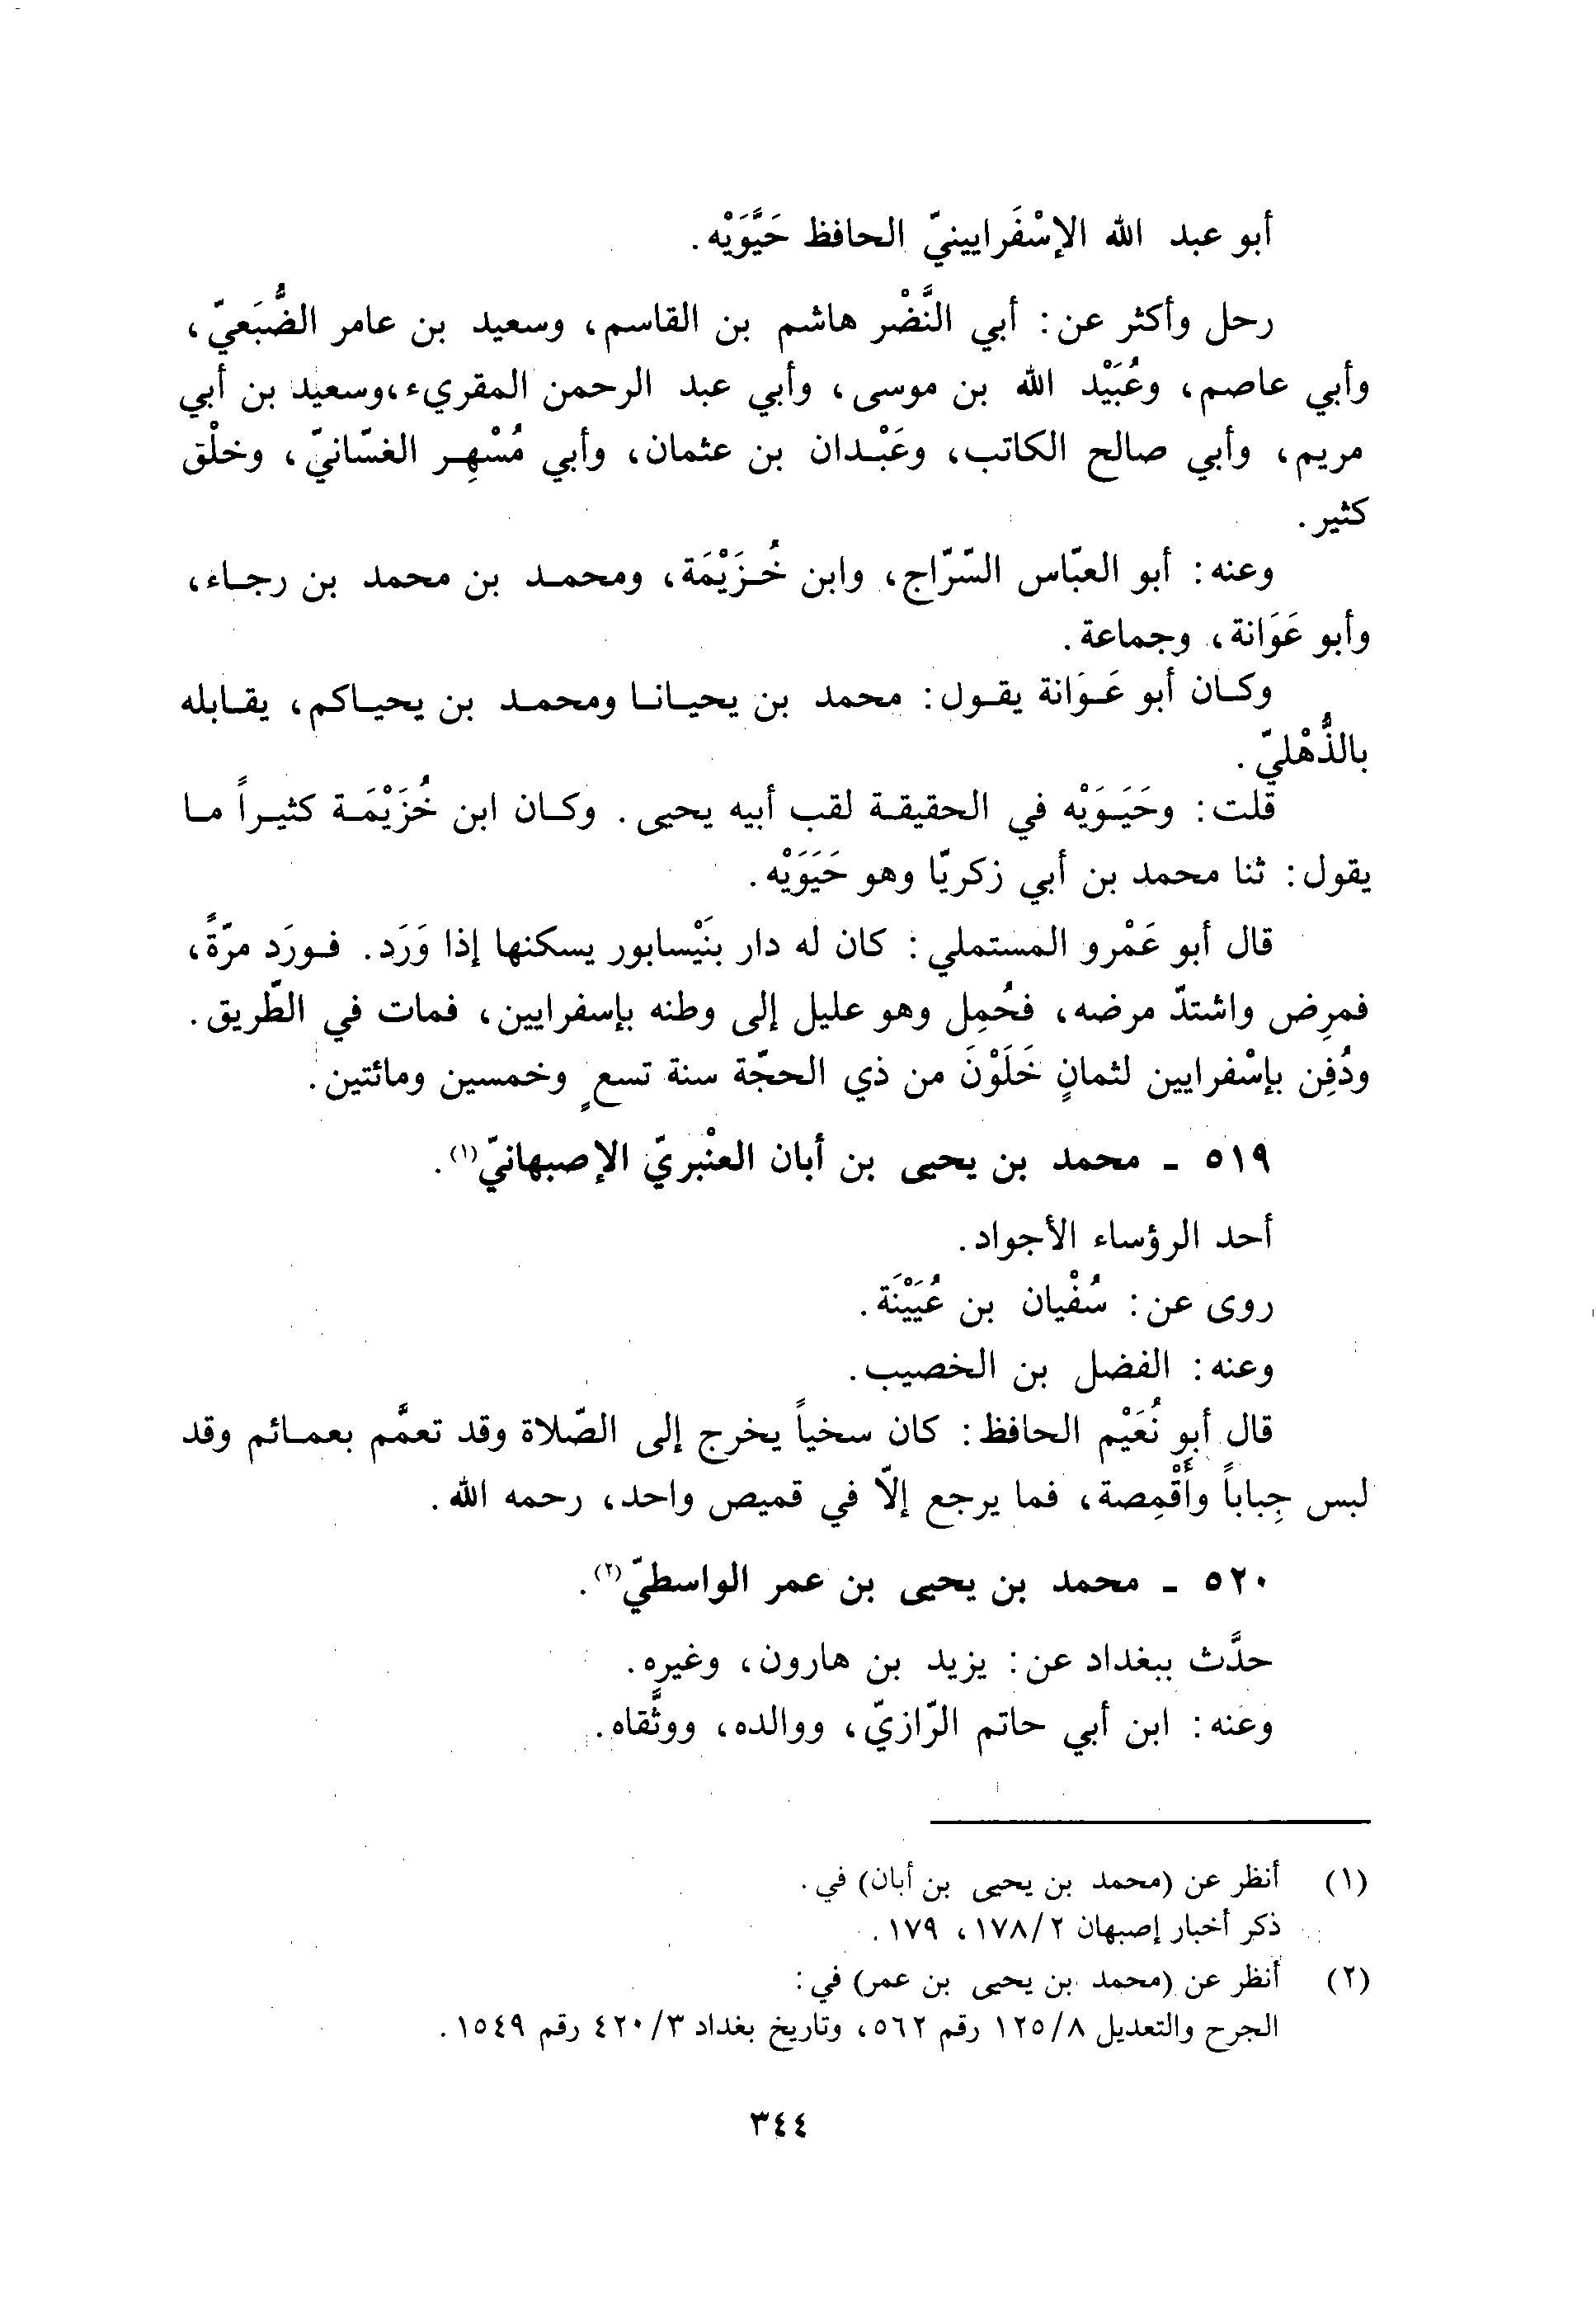 أبو عبد الله الإسْفَرايينيّ الحافظ حَيَّوَيْه.
رحل وأكثر عن: أبي النَّضْر هاشم بن القاسم، وسعيد بن عامر الضُّبَعيّ،
وأبي عاصم، وعُبَيْد الله بن موسى، وأبي عبد الرحمن المقريء،وسعيد بن أبي
مريم، وأبي صالح الكاتب، وعَبْدان بن عثمان، وأبي مُسْهِر الغسّانيّ، وخلْق
كثير.
وعنه: أبو العبّاس السّرّاج، وابن خُزَيْمَة، ومحمد بن محمد بن رجاء،
وأبو عَوَانة، وجماعة.
وكان أبو عَوَانة يقول: محمد بن يحيانا ومحمد بن يحياكم، يقابله
بالذُّهْليّ.
قلت: وحَيَوَيْه في الحقيقة لقب أبيه يحيى. وكان ابن خُزَيْمَة كثيراً ما
يقول: ثنا محمد بن أبي زكريّا وهو حَيَوَيْه.
قال أبو عَمْرو المستملي: كان له دار بنَيْسابور يسكنها إذا وَرَد. فورَد مرّةً،
فمرِض واشتدّ مرضه، فحُمِل وهو عليل إلى وطنه بإسفرايين، فمات في الطّريق.
ودُفِن بإسْفرايين لثمانٍ خَلَوْنَ من ذي الحجّة سنة تسعٍ وخمسين ومائتين.
٥١٩ - محمد بن يحيى بن أبان العنْبريّ الإصبهانيّ(١).
أحد الرؤساء الأجواد.
روى عن: سُفْيان بن عُيَيْنَة.
وعنه: الفضل بن الخصيب.
قال أبو نُعَيْم الحافظ: كان سخياً يخرج إلى الصّلاة وقد تعمَّم بعمائم وقد
لبس جِباباً وأَقْمِصة، فما يرجع إلّا في قميص واحد، رحمه الله.
٥٢٠ - محمد بن يحيى بن عمر الواسطيّ(٢).
حدَّث ببغداد عن: يزيد بن هارون، وغيره.
وعنه: ابن أبي حاتم الرّازيّ، ووالده، ووثَّقاه.
(١) أنظر عن (محمد بن يحيى بن أبان) في.
ذكر أخبار إصبهان ١٧٨/٢، ١٧٩.
(٢) أنظر عن (محمد بن يحيى بن عمر) في:
الجرح والتعديل ١٢٥/٨ رقم ٥٦٢، وتاريخ بغداد ٤٢٠/٣ رقم ١٥٤٩.
٣٤٤